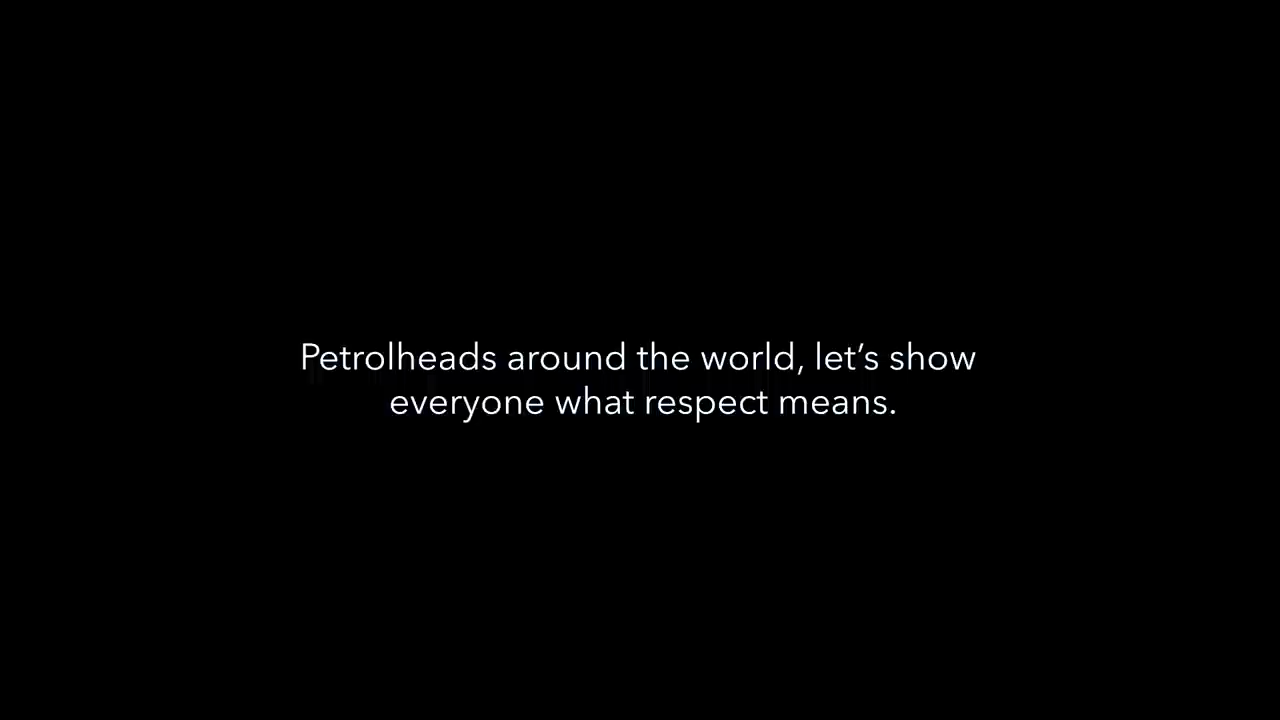 Petrolheads around the world, let’s show
everyone what respect means.